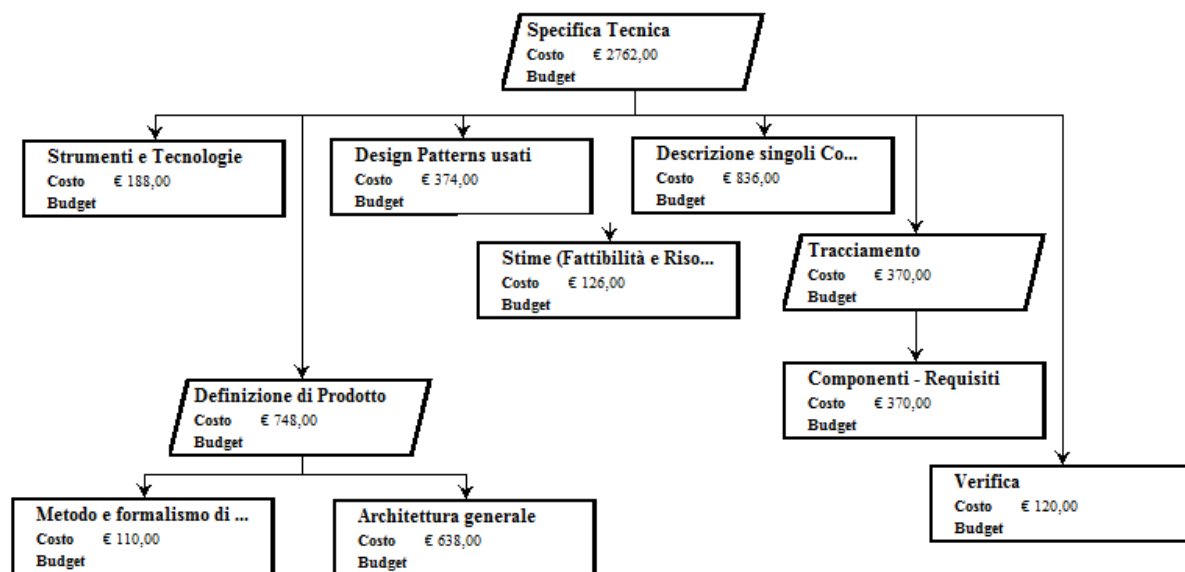 Specifica Tecnica
Costo € 2762,00
Budget
Strumenti e Tecnologie
Costo € 188,00
Budget
Design Patterns usati
Costo € 374,00
Budget
Descrizione singoli Co...
Costo € 836,00
Budget
Stime (Fattibilità e Riso...
Costo € 126,00
Budget
Tracciamento
Costo € 370,00
Budget
Definizione di Prodotto
Costo € 748,00
Budget
Componenti - Requisiti
Costo € 370,00
Budget
Verifica
Costo € 120,00
Budget
Metodo e formalismo di ...
Costo € 110,00
Budget
Architettura generale
Costo € 638,00
Budget